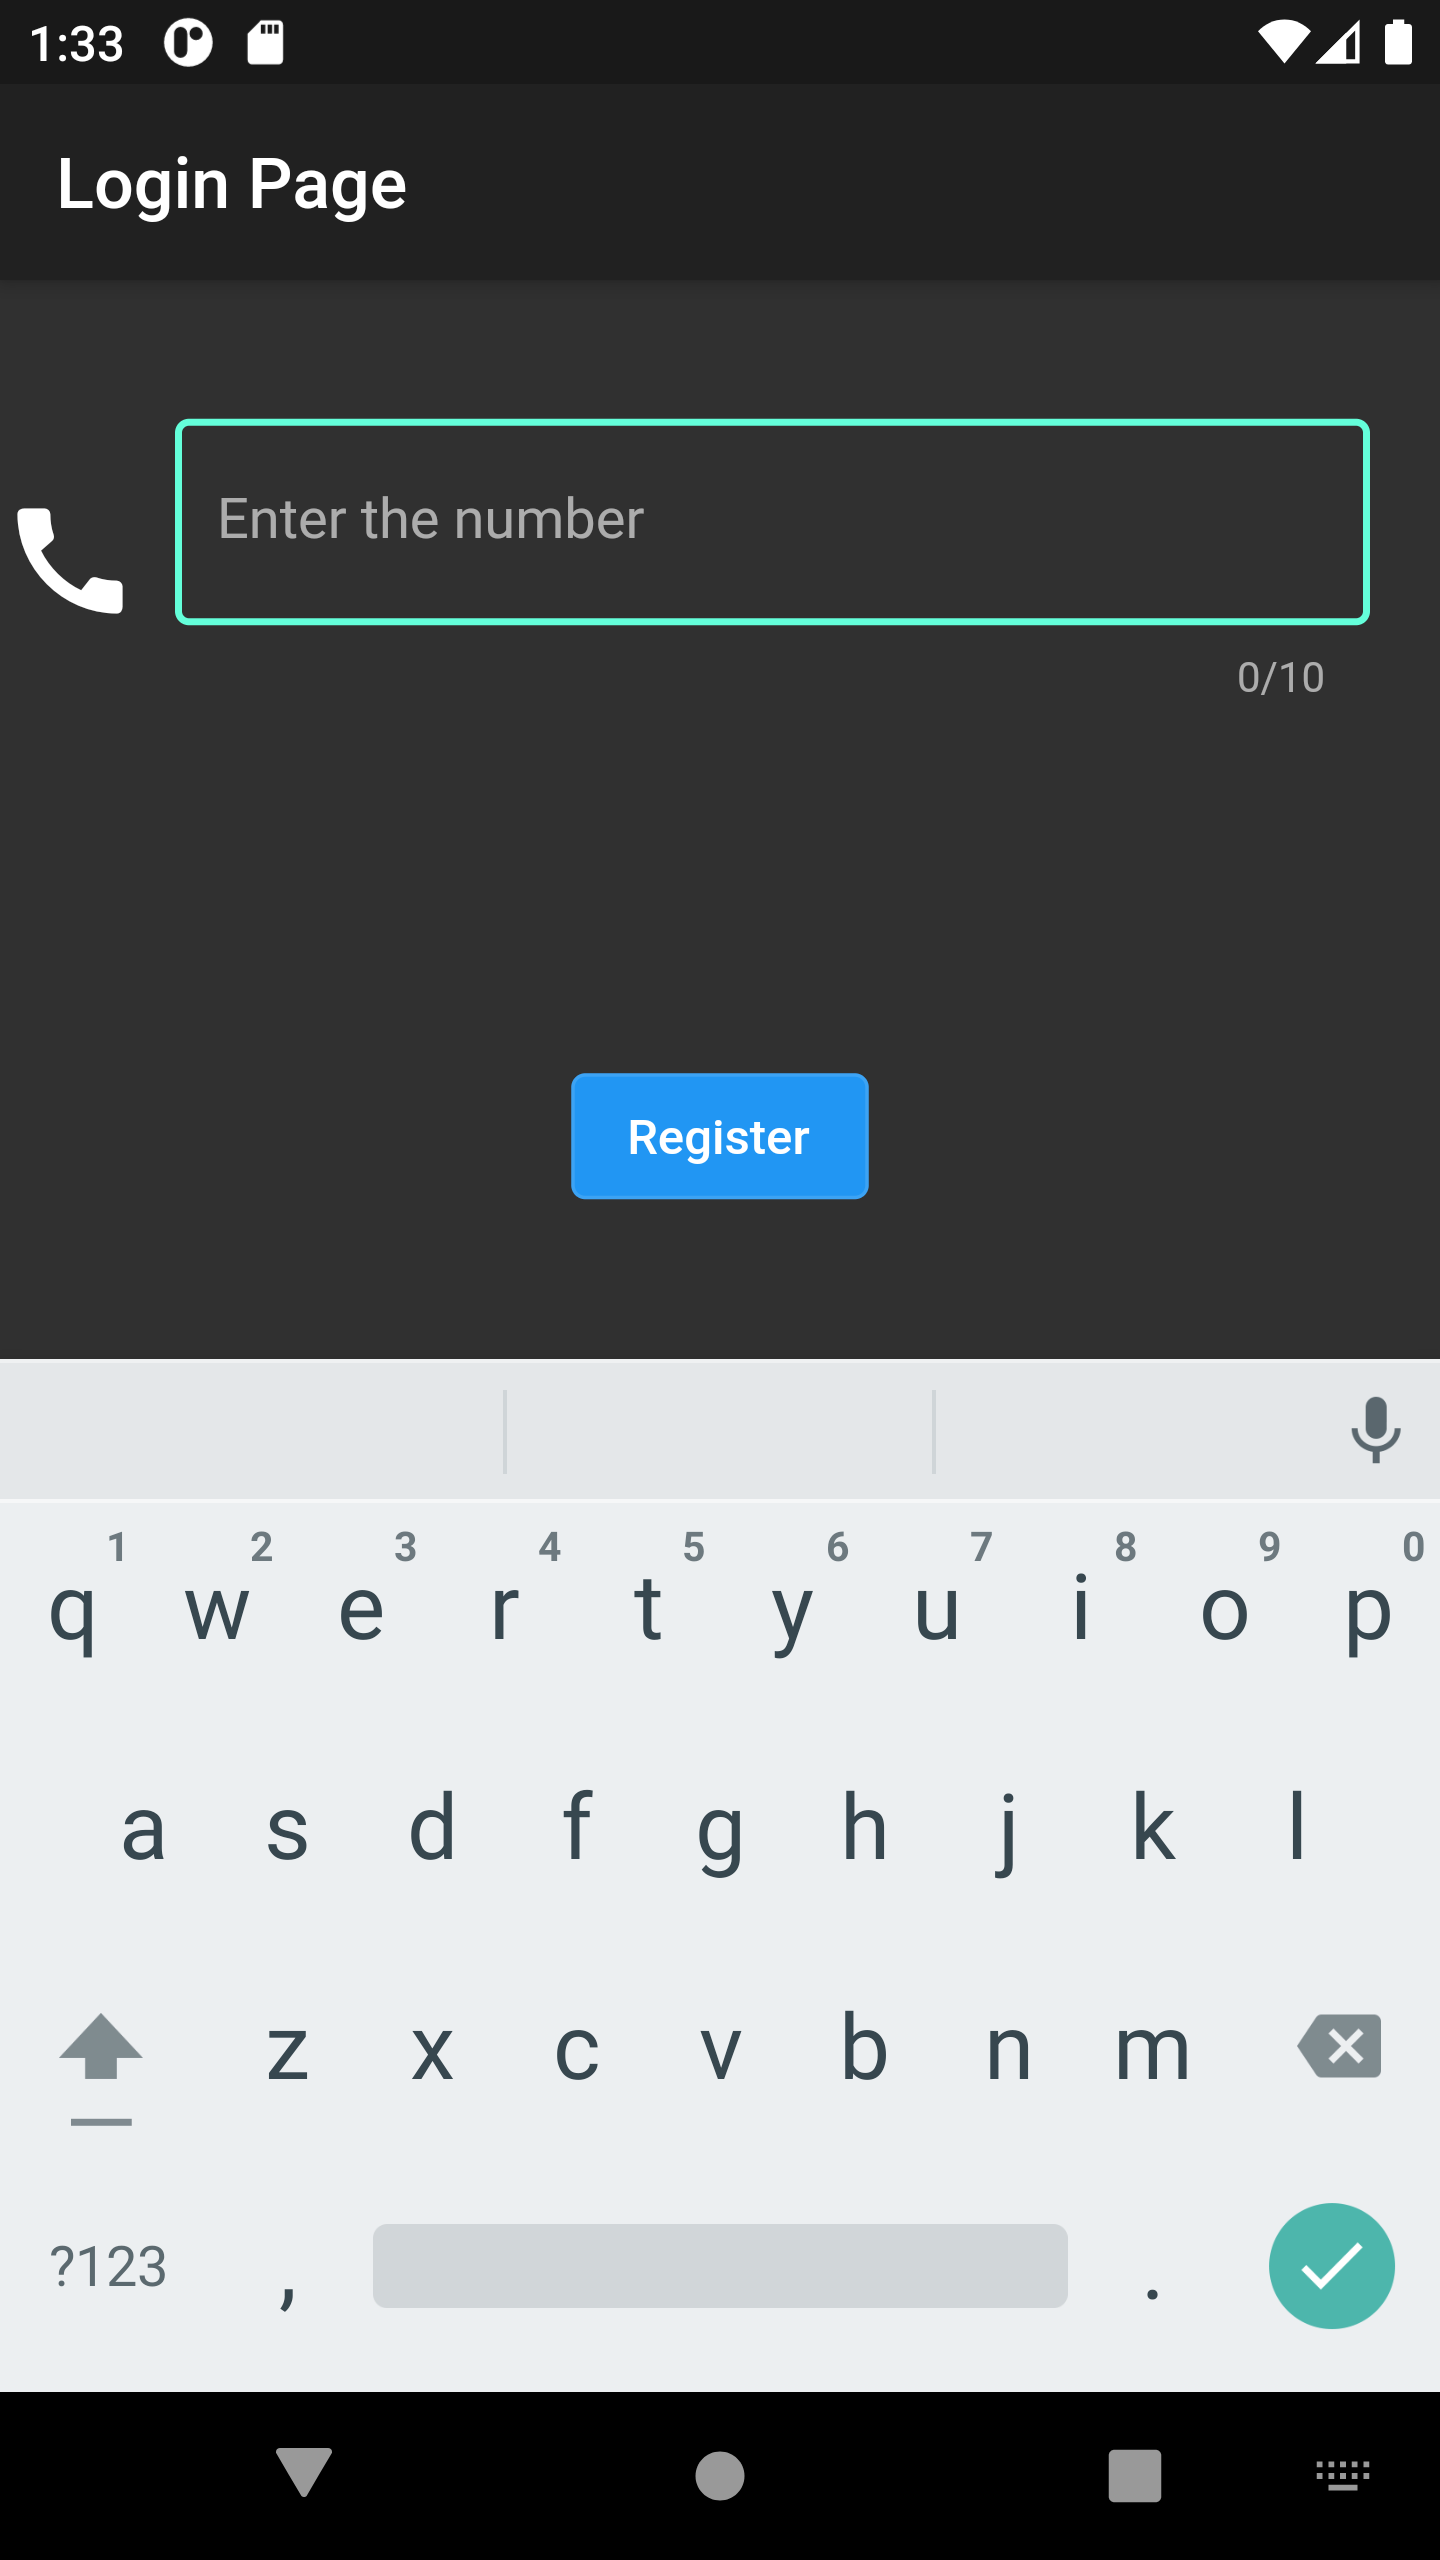 1:33
Login Page
Enter the number
0/10
Register
1 2 3 4 5 6 7 8 9 0
q w e r t y u i o p
a s d f g h j k l
z x c v b n m
?123 , .